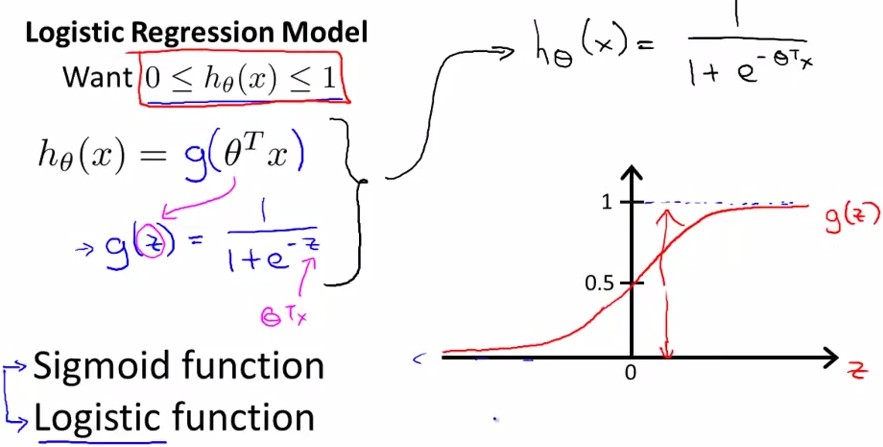 Logistic Regression Model
Want 0 ≤ hθ(x) ≤ 1
hθ(x) = g(θᵀx)
→ g(z) = 1 / (1 + e^(-z))
θᵀx
→ Sigmoid function
→ Logistic function
→ hθ(x) = 1 / (1 + e^(-θᵀx))
1
g(z)
0.5
0
z